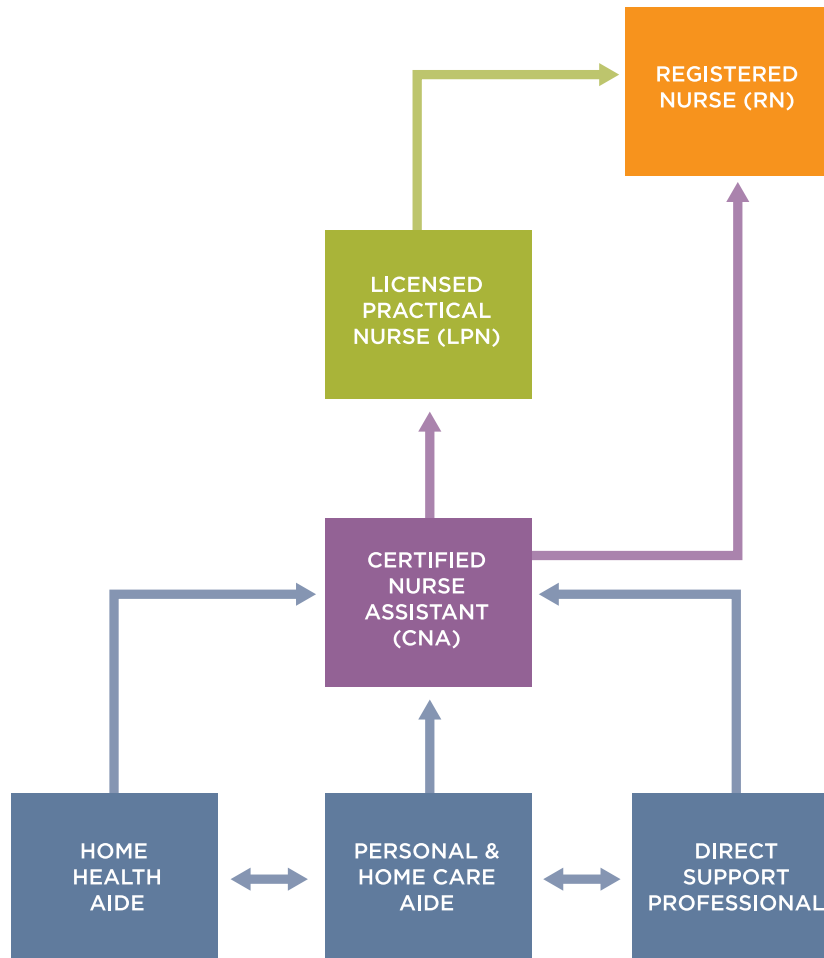 REGISTERED
NURSE (RN)
LICENSED
PRACTICAL
NURSE (LPN)
CERTIFIED
NURSE
ASSISTANT
(CNA)
HOME
HEALTH
AIDE
PERSONAL &
HOME CARE
AIDE
DIRECT
SUPPORT
PROFESSIONAL